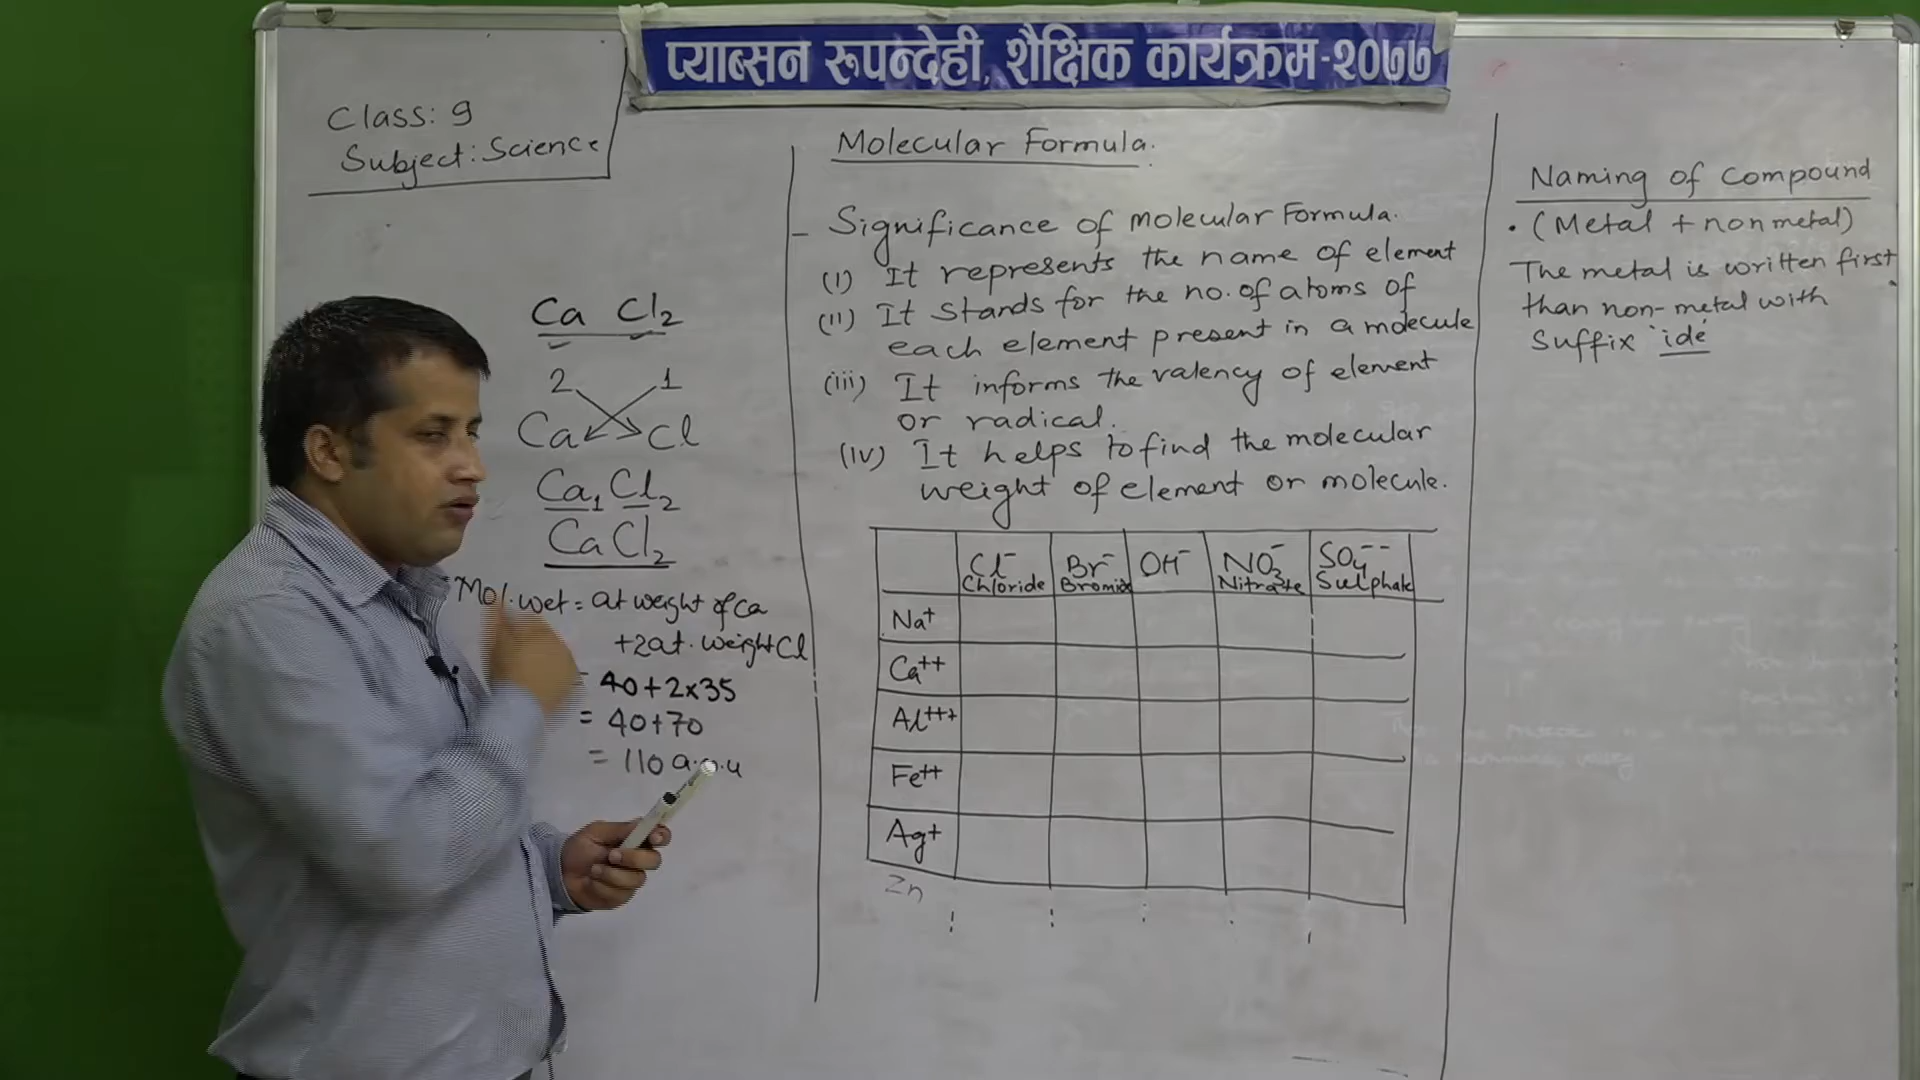 प्याब्सन रुपन्देही, शैक्षिक कार्यक्रम-२०७७
Class: 9
Subject: Science
Ca Cl2
2 1
Ca Cl
Ca1 Cl2
CaCl2
Mol. wet = at weight of Ca
+2at. weight Cl
= 40+2×35
= 40+70
= 110 a.m.u
Molecular Formula.
- Significance of molecular Formula.
(i) It represents the name of element
(ii) It stands for the no. of atoms of
each element present in a molecule
(iii) It informs the valency of element
or radical.
(iv) It helps to find the molecular
weight of element or molecule.
Cl- Br- OH- NO3- SO4--
Chloride Bromide Nitrate Sulphate
Na+
Ca++
Al+++
Fe++
Ag+
Zn
Naming of Compound
• (Metal + non metal)
The metal is written first
than non-metal with
suffix 'ide'